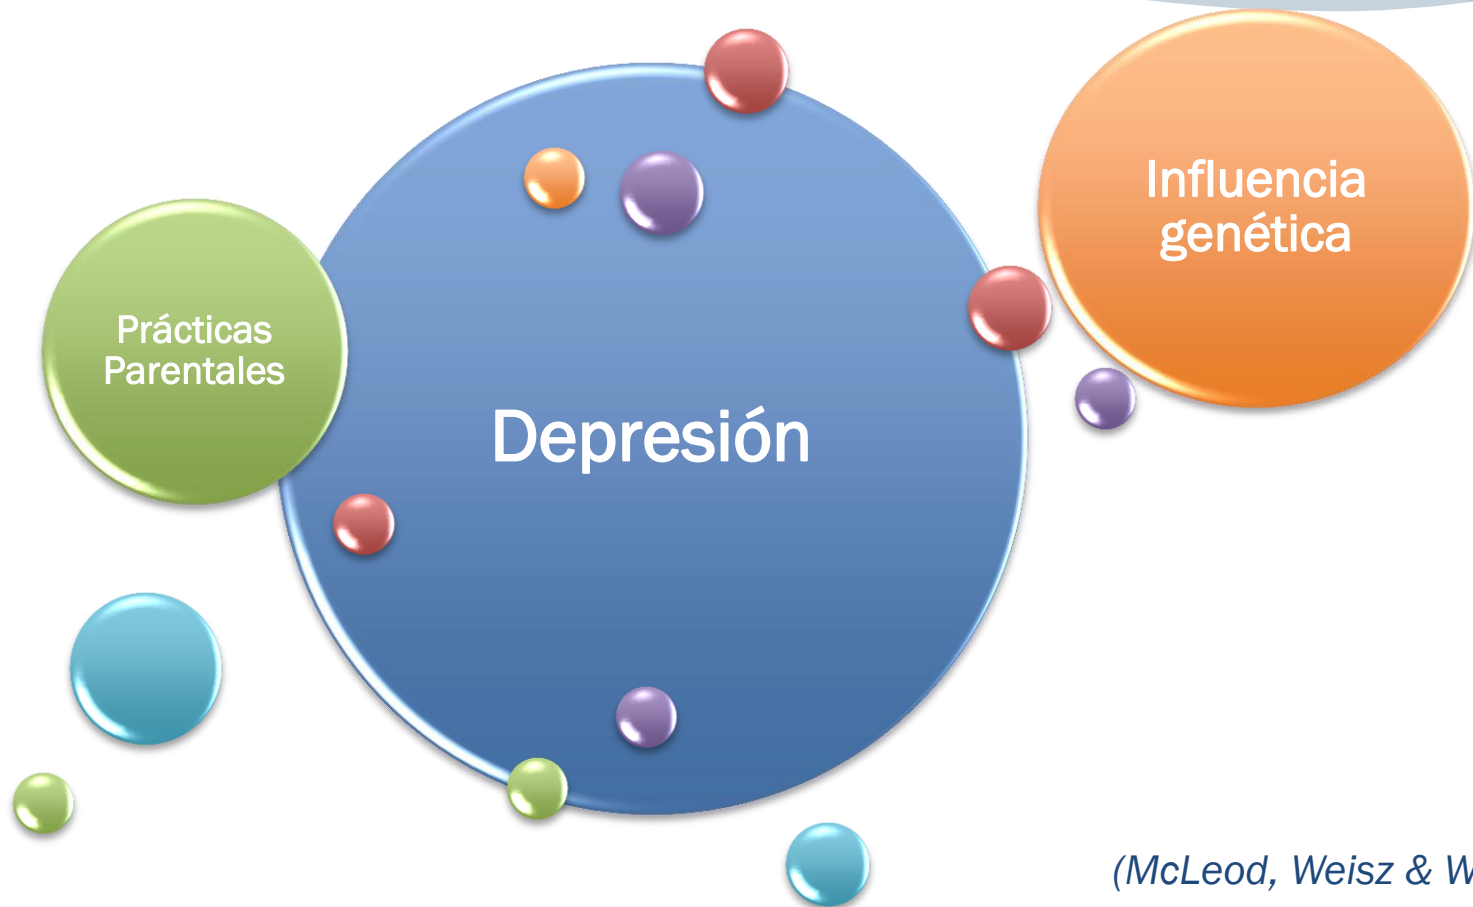 Influencia
genética
Prácticas
Parentales
Depresión
(McLeod, Weisz &